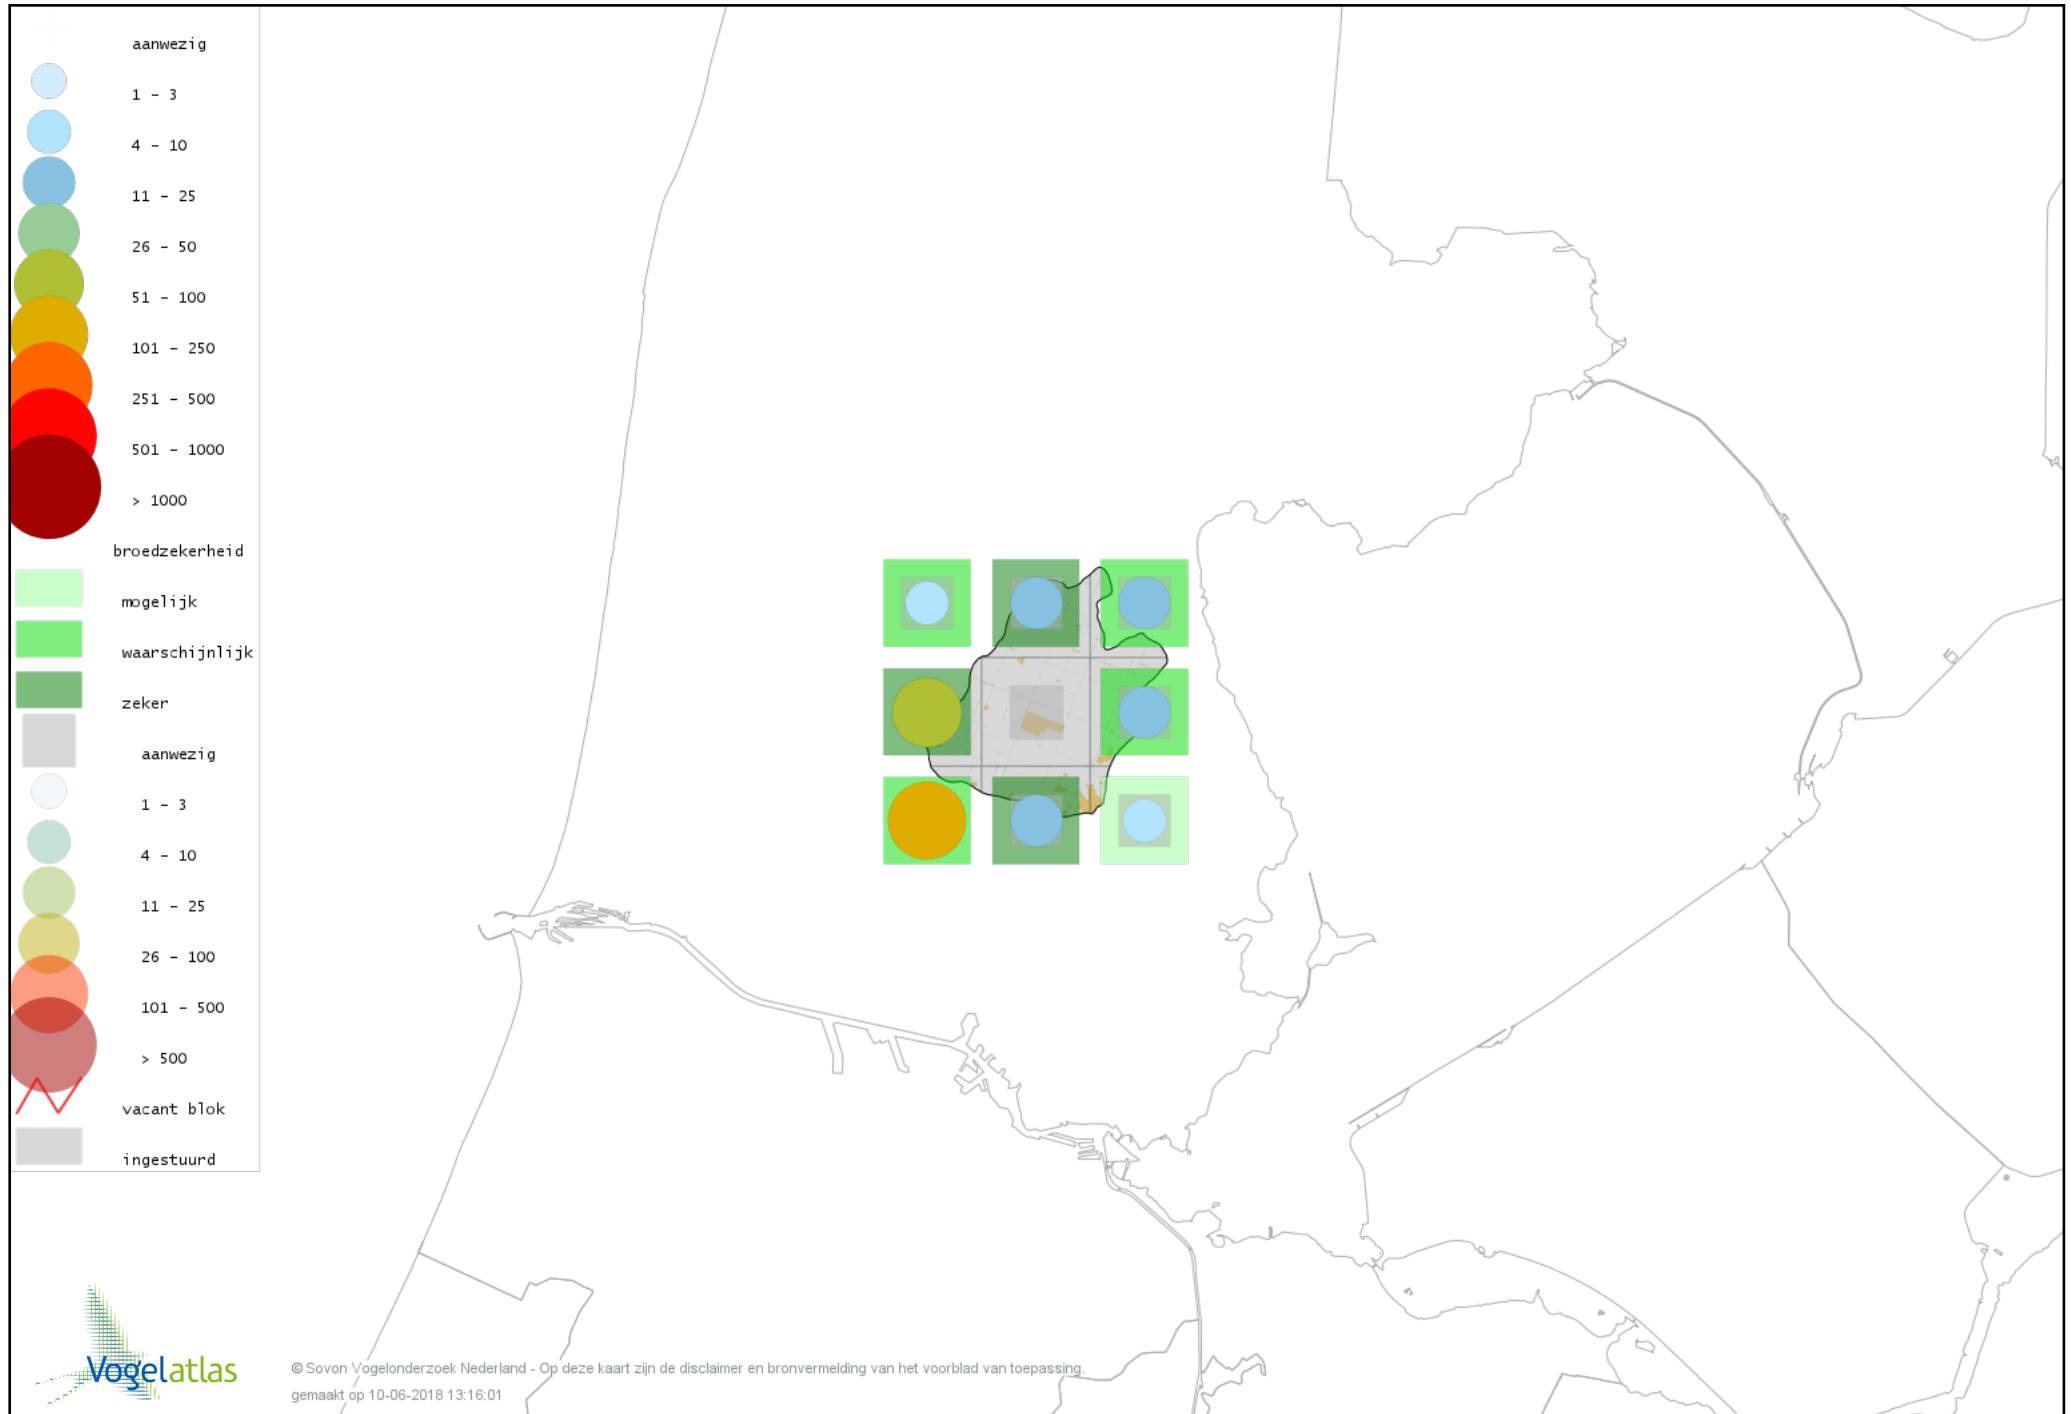 aanwezig
1 - 3
4 - 10
11 - 25
26 - 50
51 - 100
101 - 250
251 - 500
501 - 1000
> 1000
broedzekerheid
mogelijk
waarschijnlijk
zeker
aanwezig
1 - 3
4 - 10
11 - 25
26 - 100
101 - 500
> 500
vacant blok
ingestuurd
Vogelatlas
© Sovon Vogelonderzoek Nederland - Op deze kaart zijn de disclaimer en bronvermelding van het voorblad van toepassing.
gemaakt op 10-06-2018 13:16:01